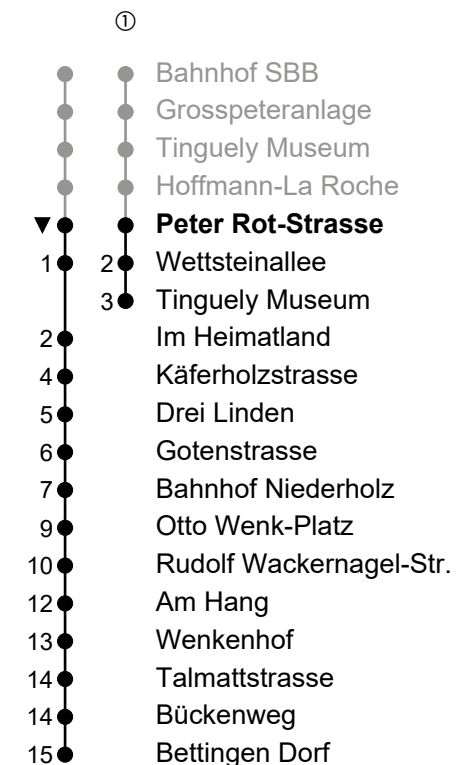 ①
Bahnhof SBB
Grosspeteranlage
Tinguely Museum
Hoffmann-La Roche
▼ Peter Rot-Strasse
1 2 Wettsteinallee
3 Tinguely Museum
2 Im Heimatland
4 Käferholzstrasse
5 Drei Linden
6 Gotenstrasse
7 Bahnhof Niederholz
9 Otto Wenk-Platz
10 Rudolf Wackernagel-Str.
12 Am Hang
13 Wenkenhof
14 Talmattstrasse
14 Bückenweg
15 Bettingen Dorf